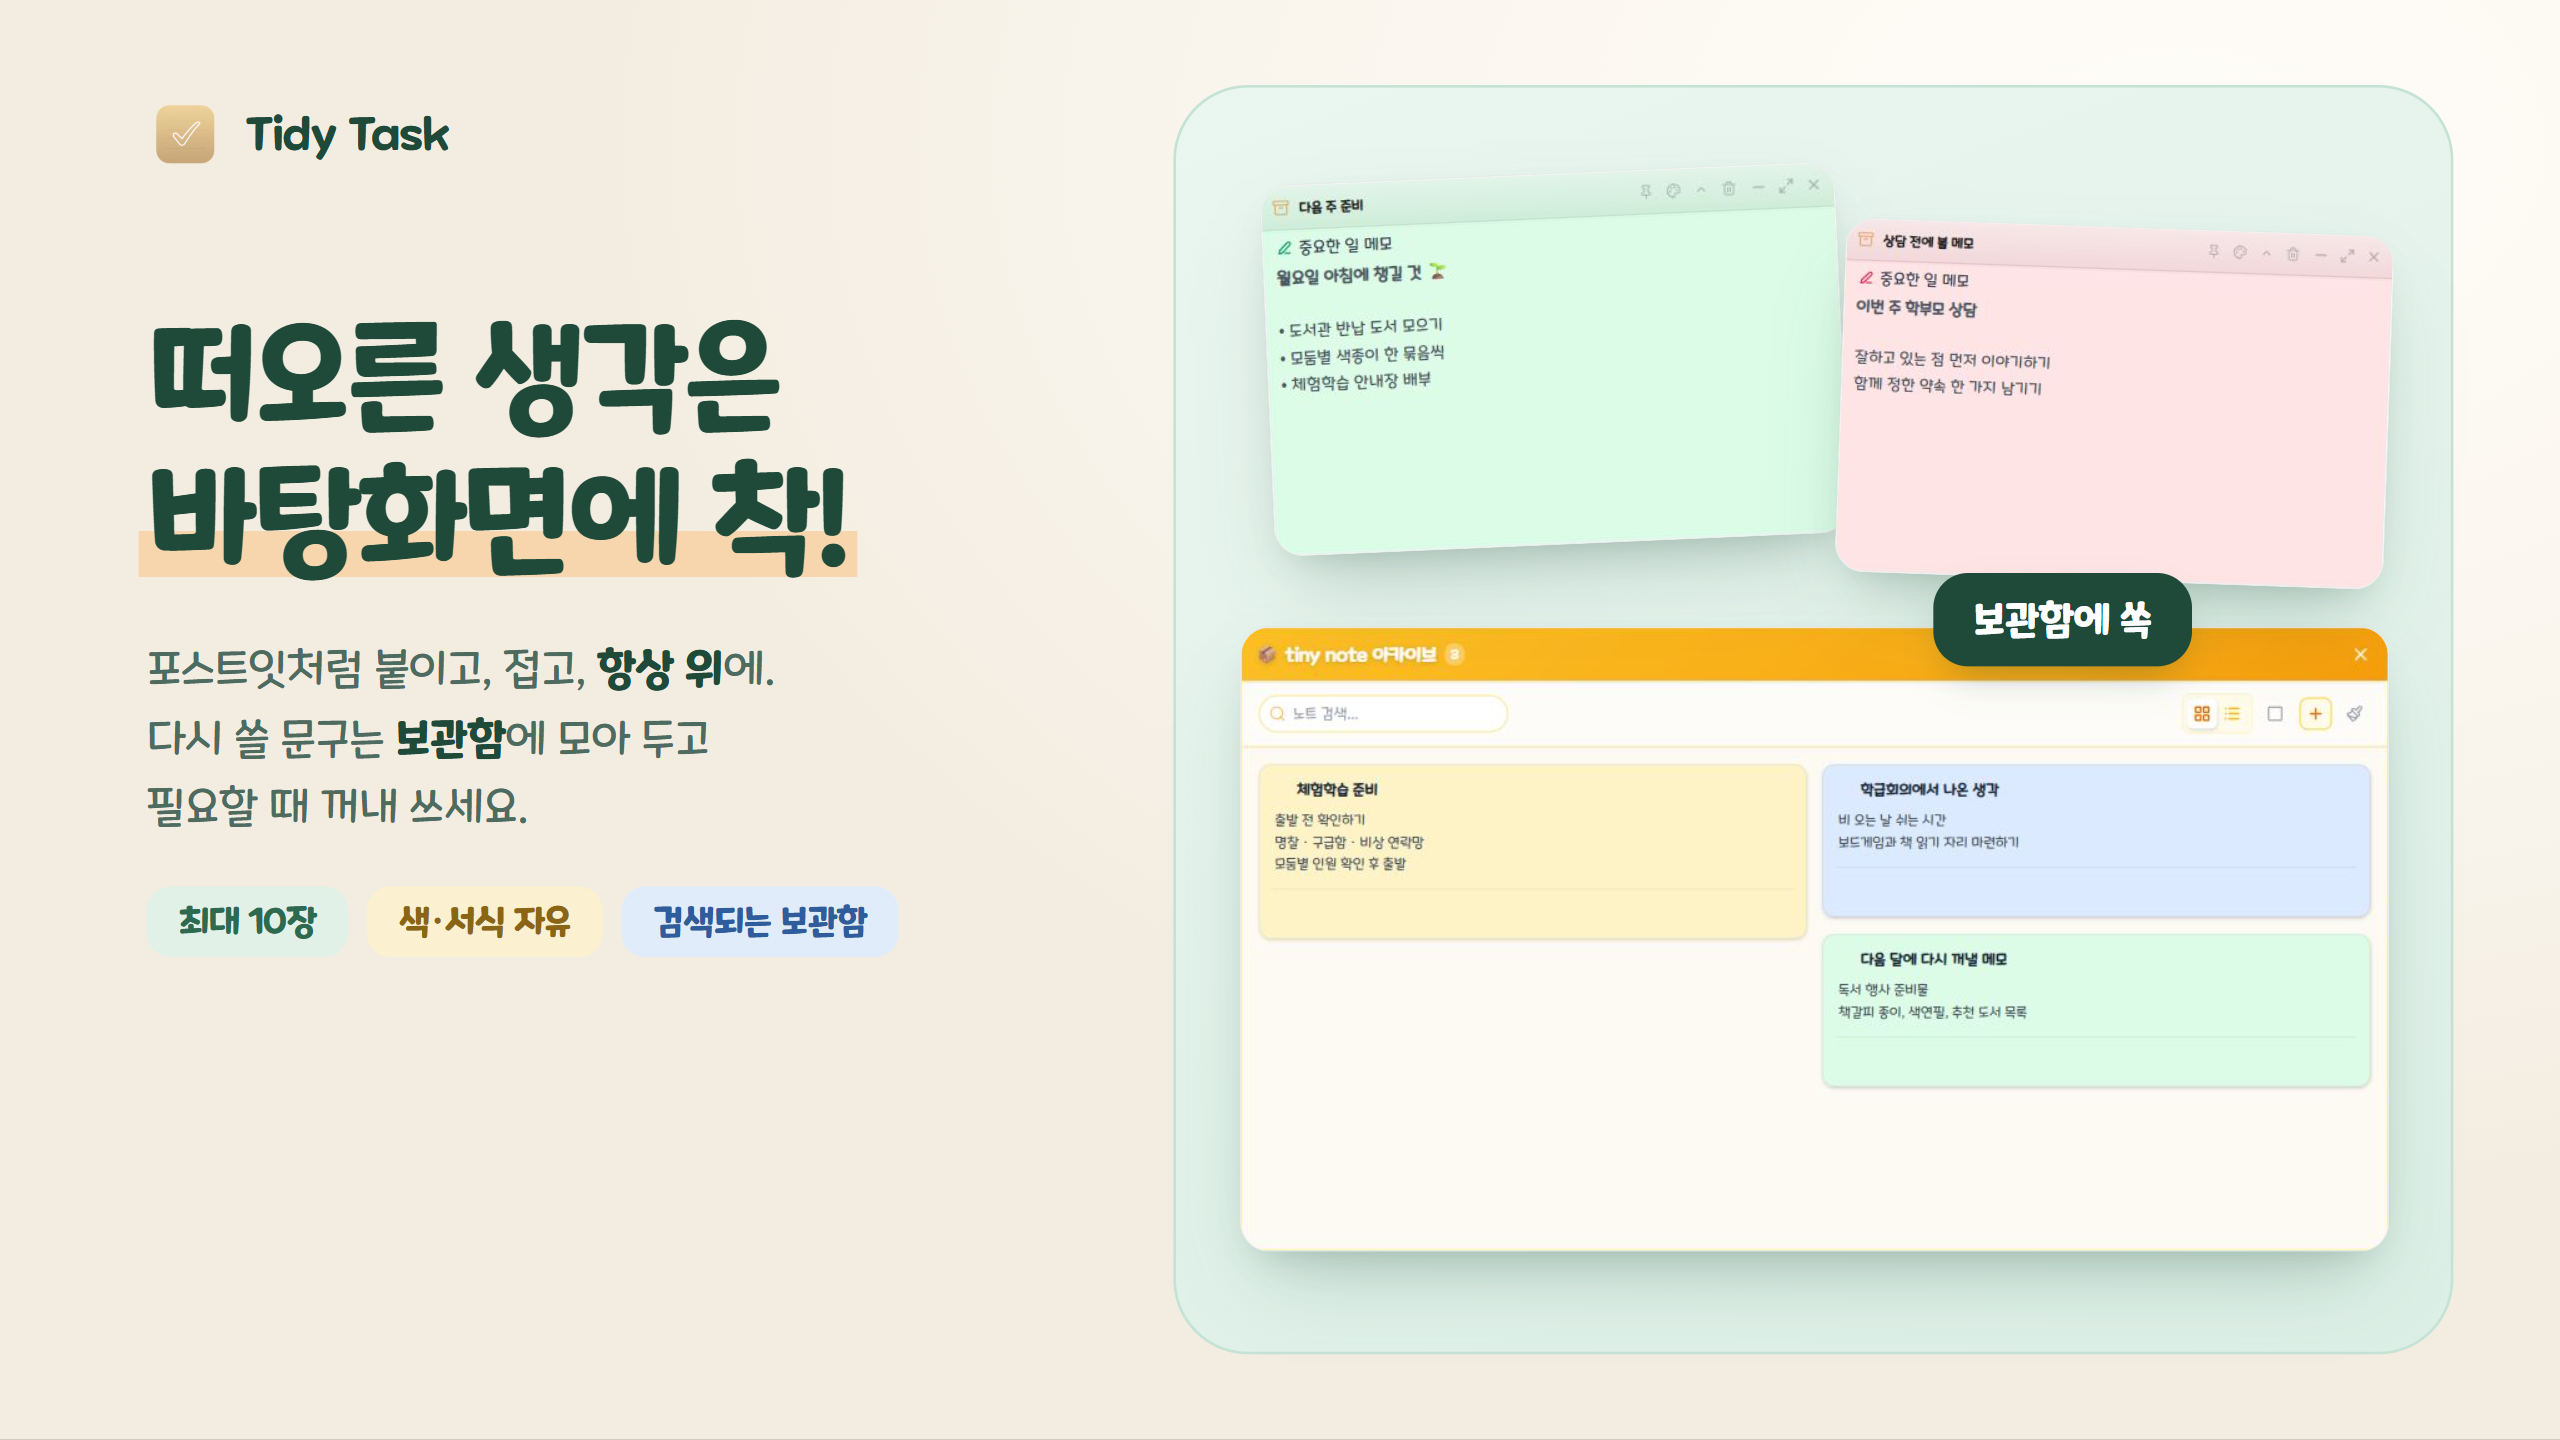 Tidy Task
떠오른 생각은
바탕화면에 착!
포스트잇처럼 붙이고, 접고, 항상 위에.
다시 쓸 문구는 보관함에 모아 두고
필요할 때 꺼내 쓰세요.
최대 10장
색·서식 자유
검색되는 보관함
다음 주 준비
중요한 일 메모
월요일 아침에 챙길 것 🌱
• 도서관 반납 도서 모으기
• 모둠별 색종이 한 묶음씩
• 체험학습 안내장 배부
상담 전에 볼 메모
중요한 일 메모
이번 주 학부모 상담
잘하고 있는 점 먼저 이야기하기
함께 정한 약속 한 가지 남기기
보관함에 쏙
tiny note 아카이브 3
노트 검색...
체험학습 준비
출발 전 확인하기
명찰 · 구급함 · 비상 연락망
모둠별 인원 확인 후 출발
학급회의에서 나온 생각
비 오는 날 쉬는 시간
보드게임과 책 읽기 자리 마련하기
다음 달에 다시 꺼낼 메모
독서 행사 준비물
책갈피 종이, 색연필, 추천 도서 목록